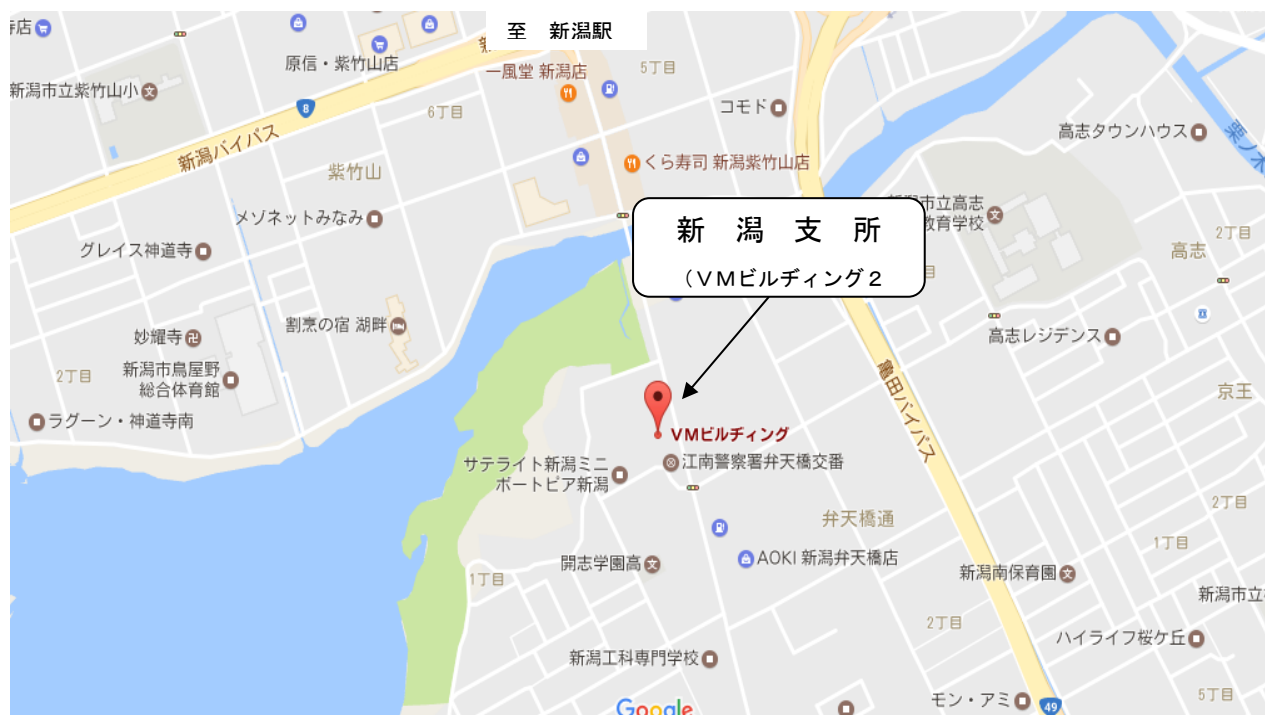 至 新潟駅
店
原信・紫竹山店
一風堂 新潟店
5丁目
新潟市立紫竹山小
8
6丁目
コモド
新潟バイパス
高志タウンハウス
栗ノ木
紫竹山
くら寿司 新潟紫竹山店
メゾネットみなみ
市立高志
教育学校
グレイス神道寺
新 潟 支 所
(VMビルヂィング2
2丁目
高志
割烹の宿 湖畔
妙耀寺
高志レジデンス
2丁目
新潟市鳥屋野
総合体育館
亀田バイパス
京王
ラグーン・神道寺南
VMビルヂィング
江南警察署弁天橋交番
サテライト新潟ミニ
ボートピア新潟
2丁目
弁天橋通
1丁目
開志学園高
AOKI 新潟弁天橋店
1丁目
新潟南保育園
新潟市立
2丁目
ハイライフ桜ケ丘
新潟工科専門学校
モン・アミ
49
5丁目
Google